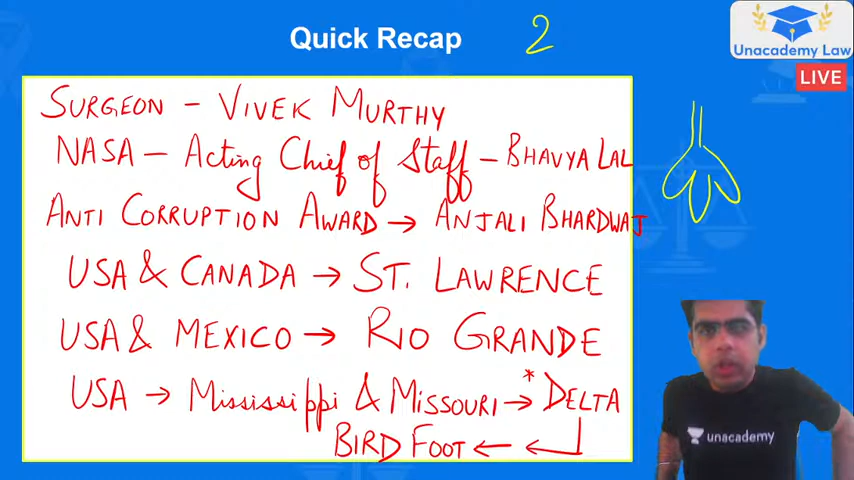 Quick Recap 2
Unacademy Law
LIVE
SURGEON - VIVEK MURTHY
NASA - Acting Chief of Staff - BHAVYA LAL
ANTI CORRUPTION AWARD → ANJALI BHARDWAJ
USA & CANADA → ST. LAWRENCE
USA & MEXICO → RIO GRANDE
USA → Mississippi & MISSOURI → *DELTA
BIRD FOOT ← ←
unacademy